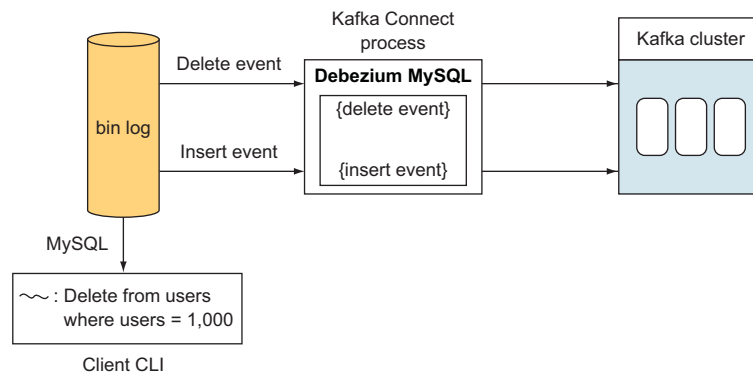 Kafka Connect
process
Kafka cluster
Delete event
Debezium MySQL
{delete event}
bin log
Insert event
{insert event}
MySQL
: Delete from users
where users = 1,000
Client CLI